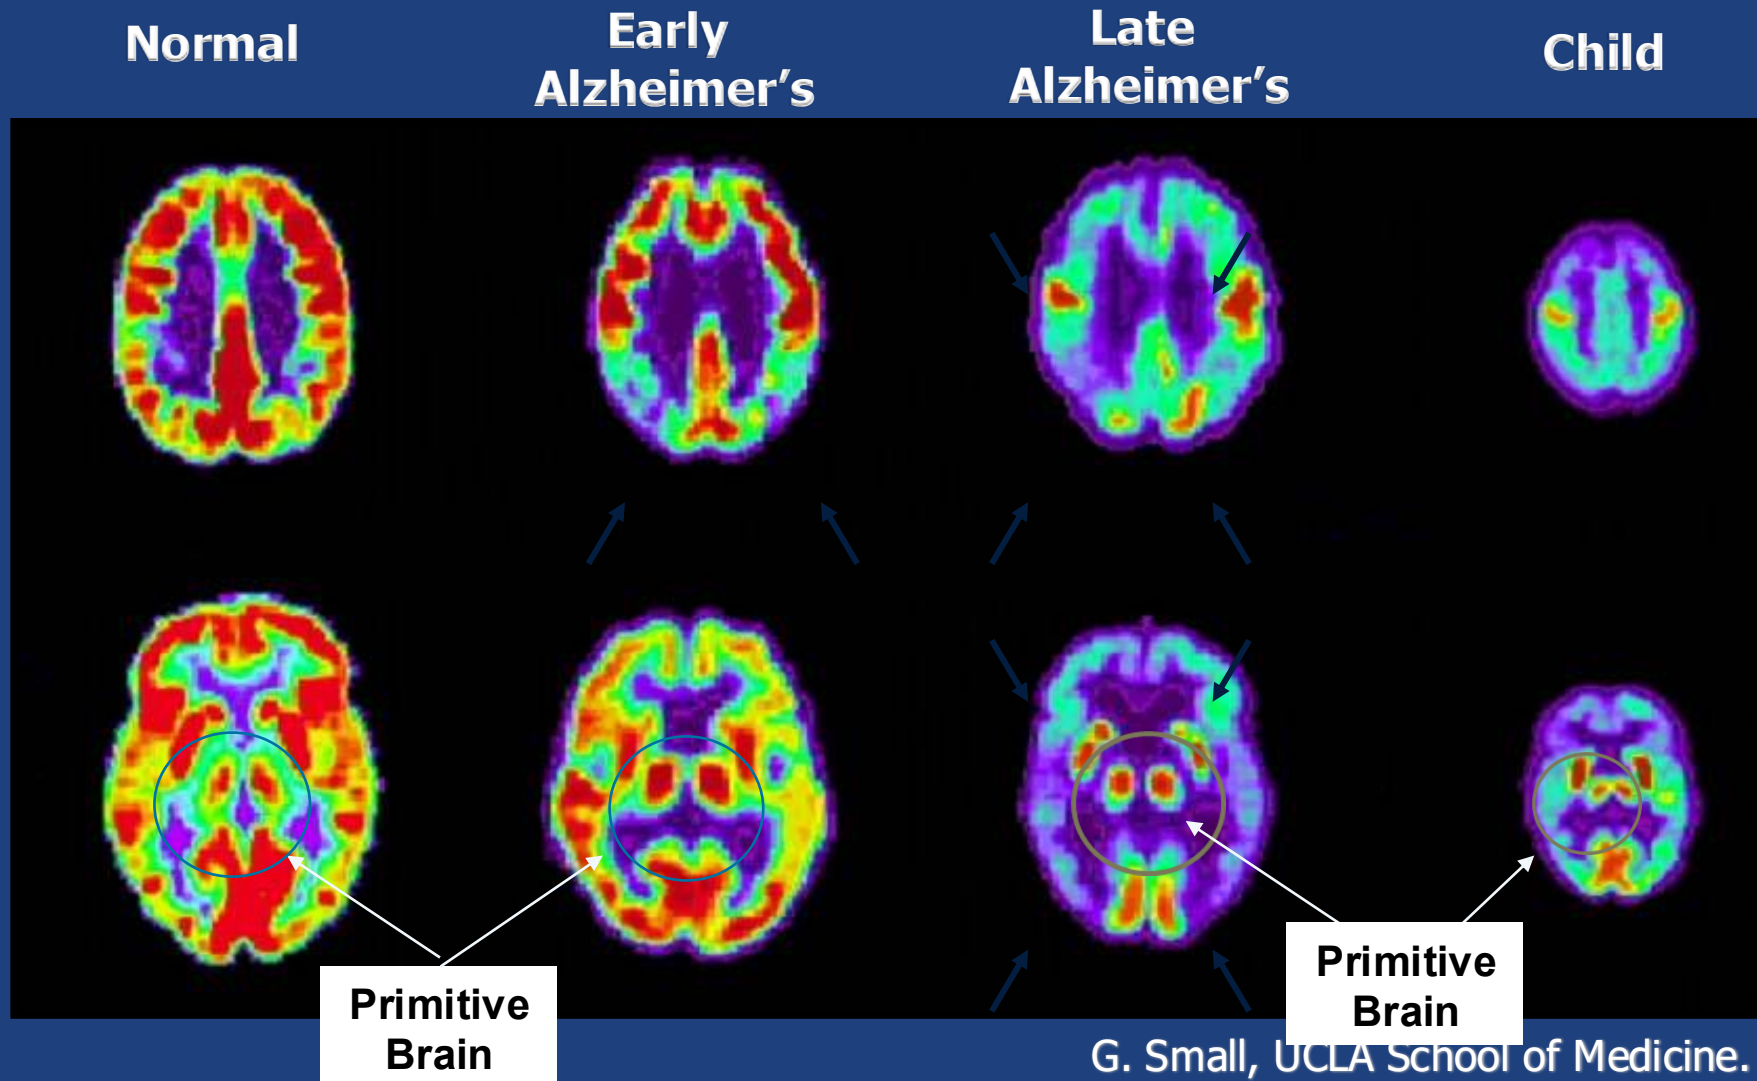 Normal
Early
Alzheimer’s
Late
Alzheimer’s
Child
Primitive
Brain
Primitive
Brain
G. Small, UCLA School of Medicine.